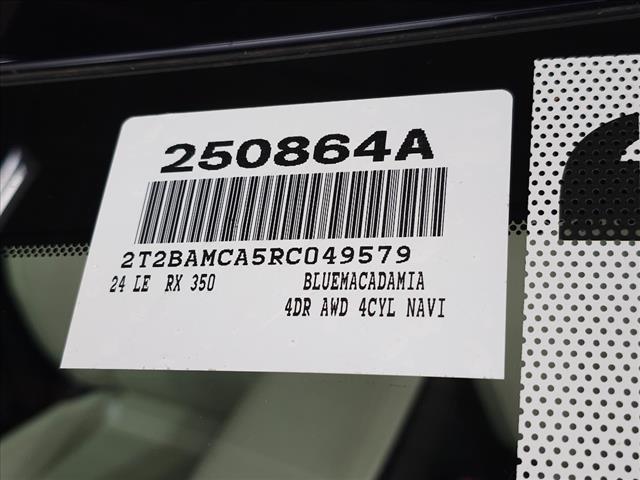 250864A
2T2BAMCA5RC049579
24 LE RX 350 BLUEMACADAMIA
4DR AWD 4CYL NAVI